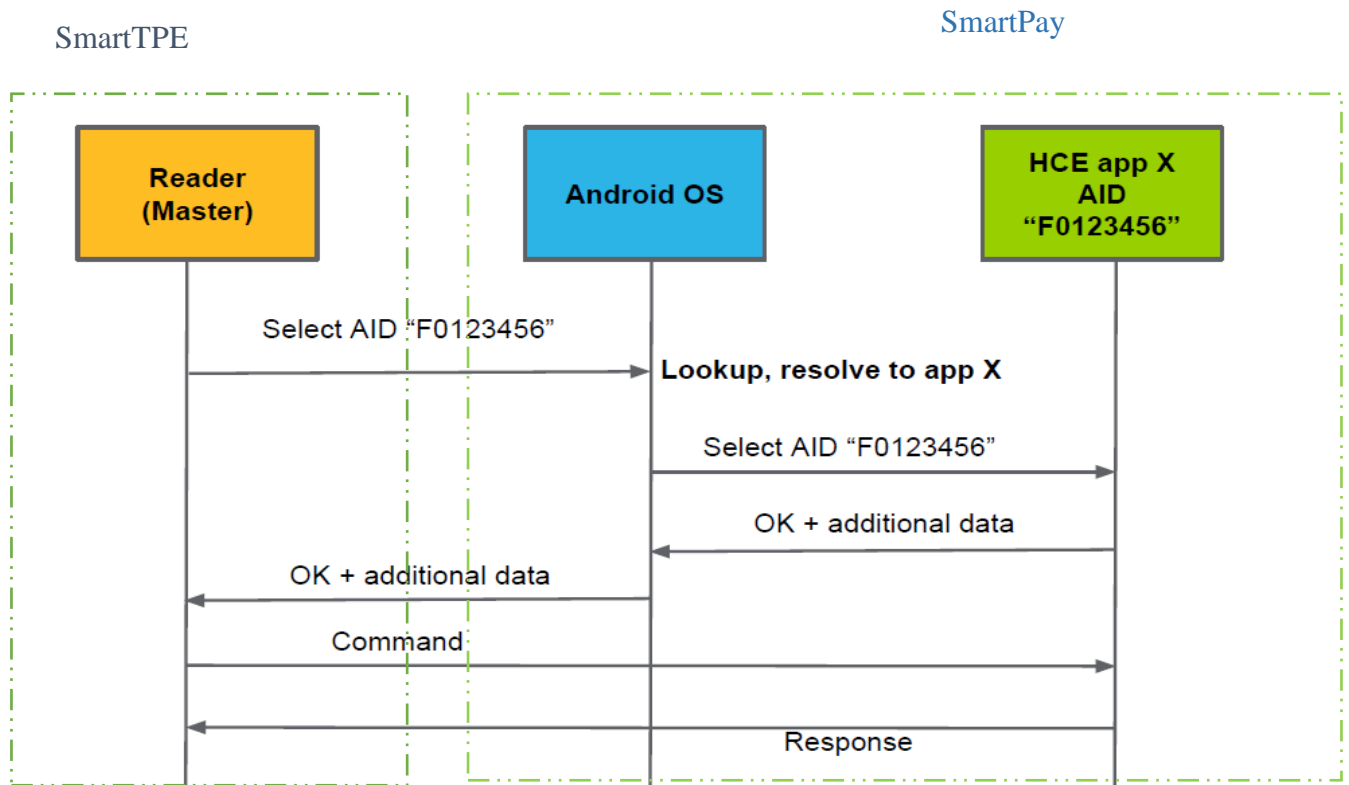 SmartTPE
SmartPay
Reader
(Master)
Android OS
HCE app X
AID
“F0123456”
Select AID “F0123456”
Lookup, resolve to app X
Select AID “F0123456”
OK + additional data
OK + additional data
Command
Response